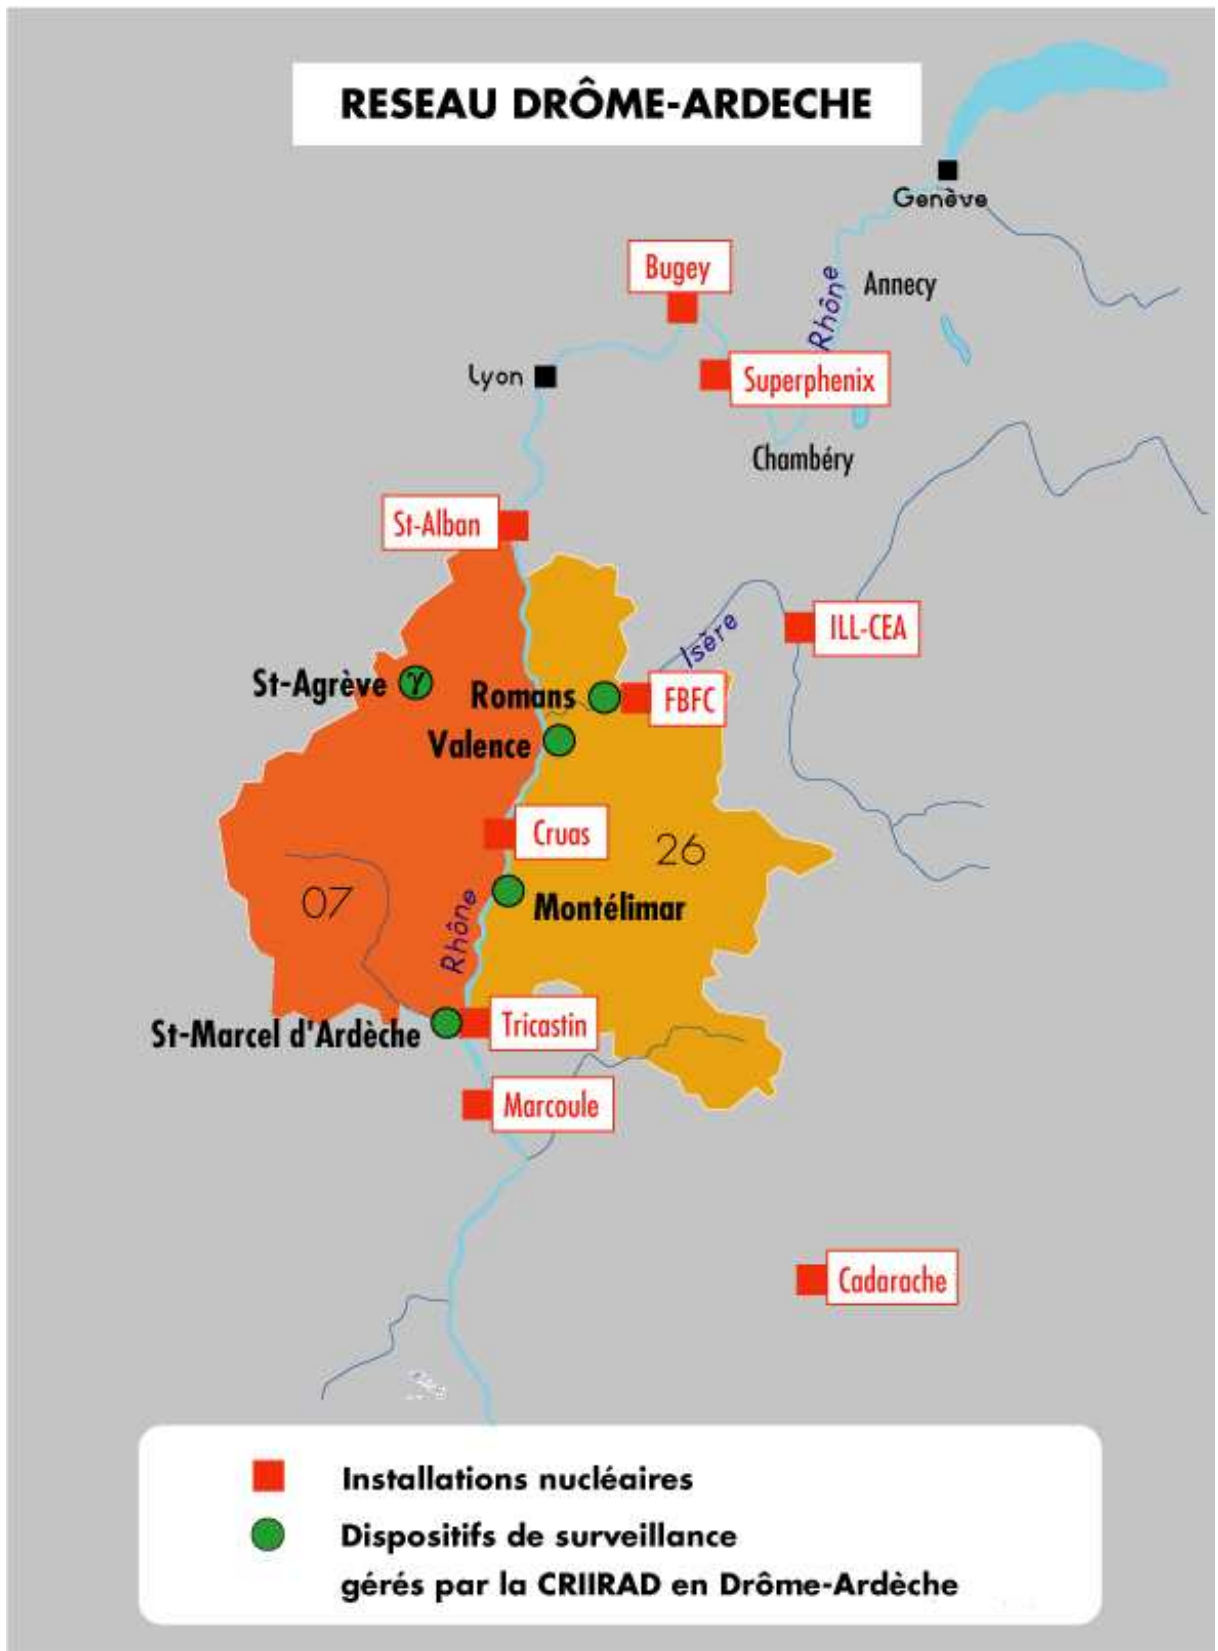 RESEAU DRÔME-ARDECHE
Genève
Bugey
Annecy
Rhône
Lyon
Superphenix
Chambéry
St-Alban
ILL-CEA
Isère
St-Agrève
γ
Romans
FBFC
Valence
Cruas
26
07
Montélimar
Rhône
St-Marcel d'Ardèche
Tricastin
Marcoule
Cadarache
Installations nucléaires
Dispositifs de surveillance
gérés par la CRIIRAD en Drôme-Ardèche